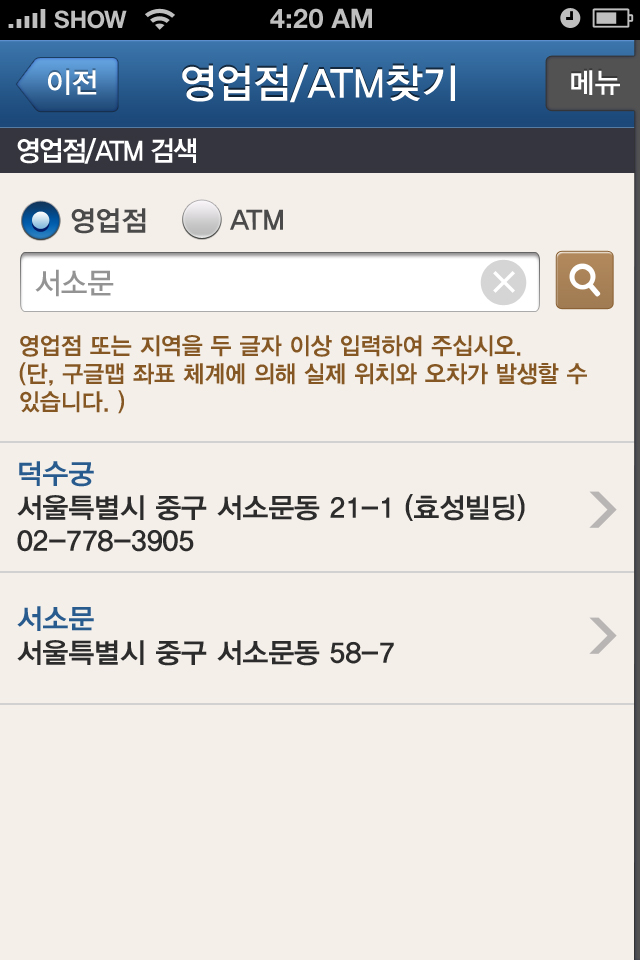 SHOW 4:20 AM
이전 영업점/ATM찾기 메뉴
영업점/ATM 검색
영업점 ATM
서소문
영업점 또는 지역을 두 글자 이상 입력하여 주십시오.
(단, 구글맵 좌표 체계에 의해 실제 위치와 오차가 발생할 수
있습니다. )
덕수궁
서울특별시 중구 서소문동 21-1 (효성빌딩)
02-778-3905
서소문
서울특별시 중구 서소문동 58-7